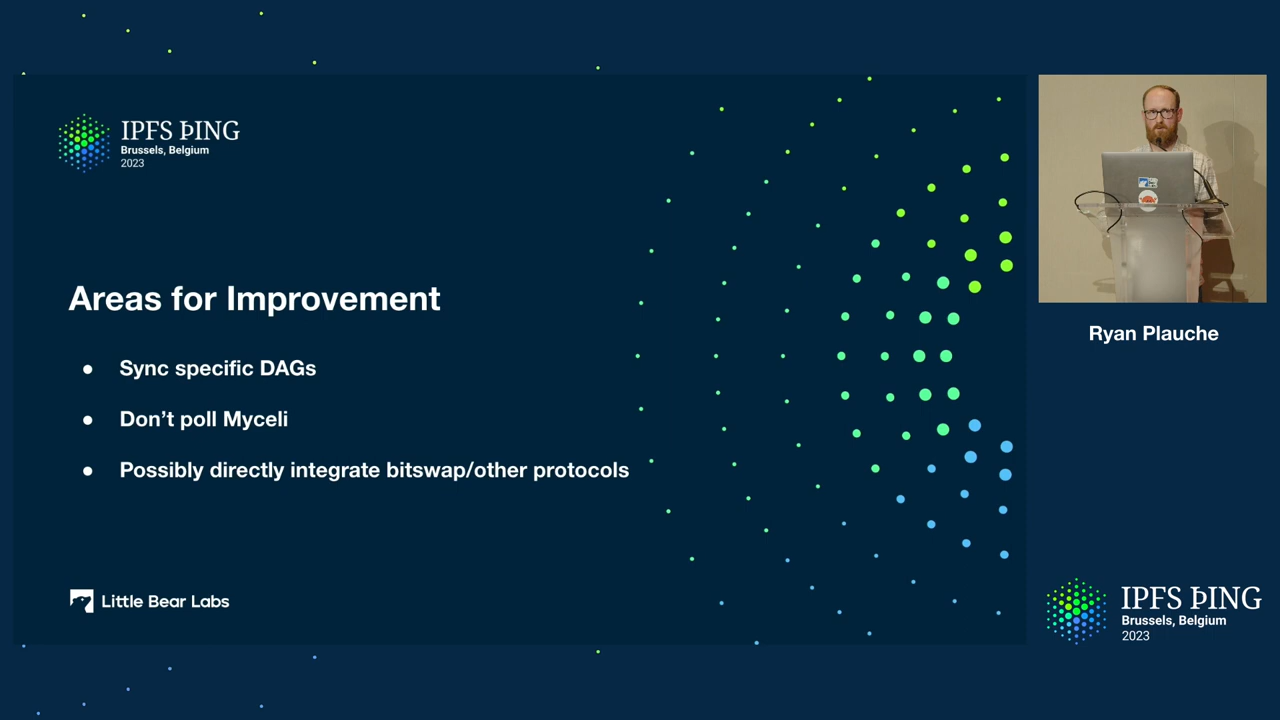 IPFS ÞING
Brussels, Belgium
2023
Areas for Improvement
● Sync specific DAGs
● Don’t poll Myceli
● Possibly directly integrate bitswap/other protocols
Little Bear Labs
Ryan Plauche
IPFS ÞING
Brussels, Belgium
2023